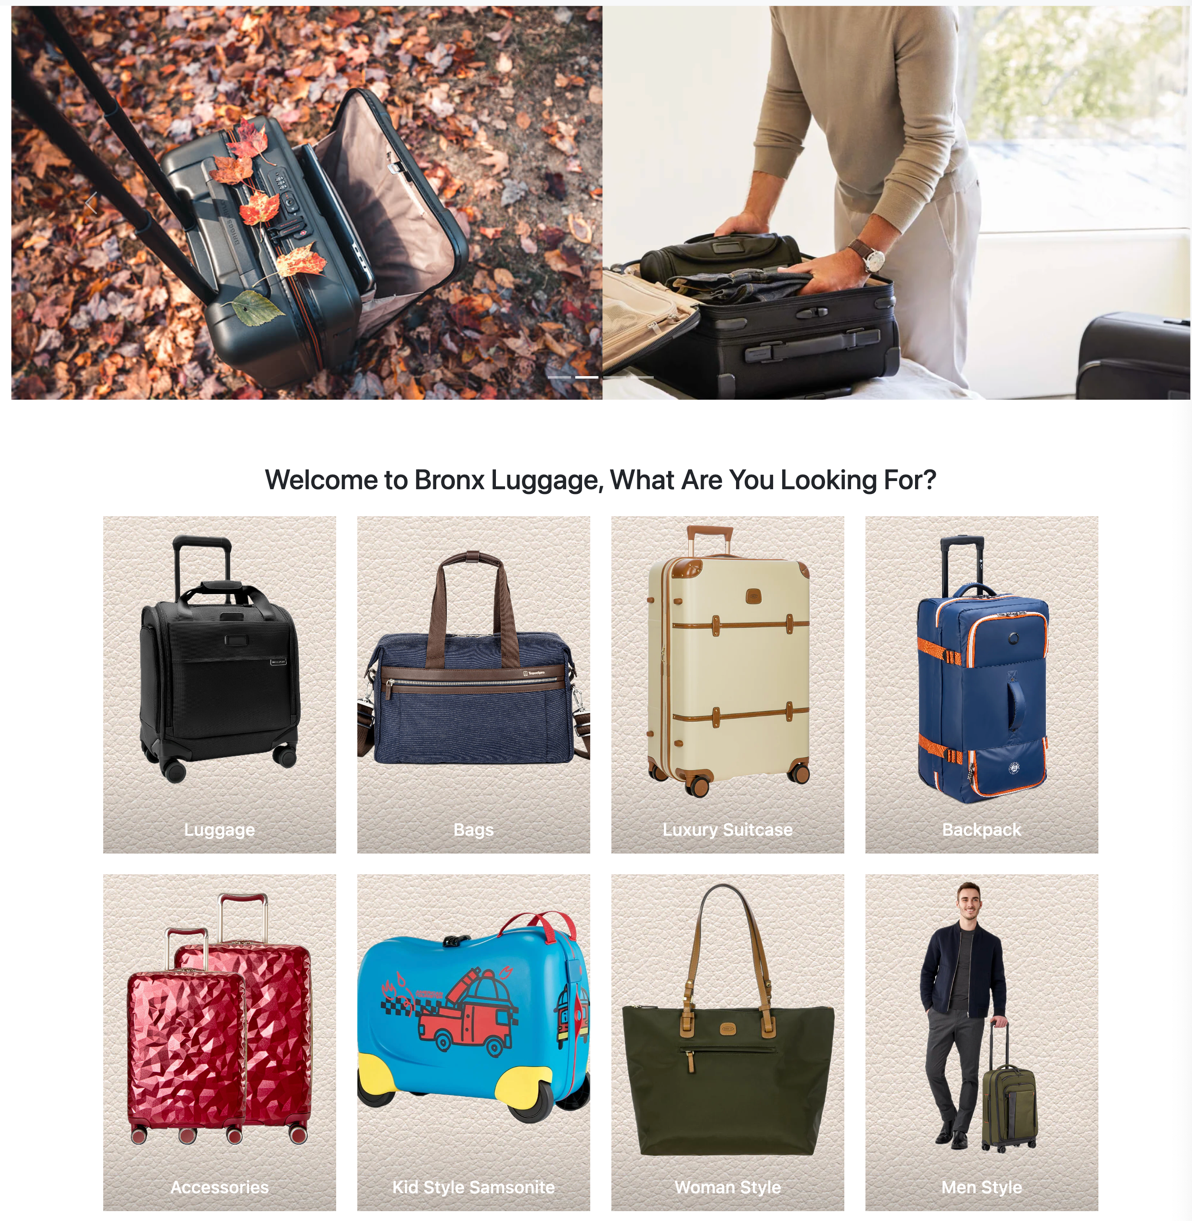 Welcome to Bronx Luggage, What Are You Looking For?
Luggage
Bags
Luxury Suitcase
Backpack
Accessories
Kid Style Samsonite
Woman Style
Men Style